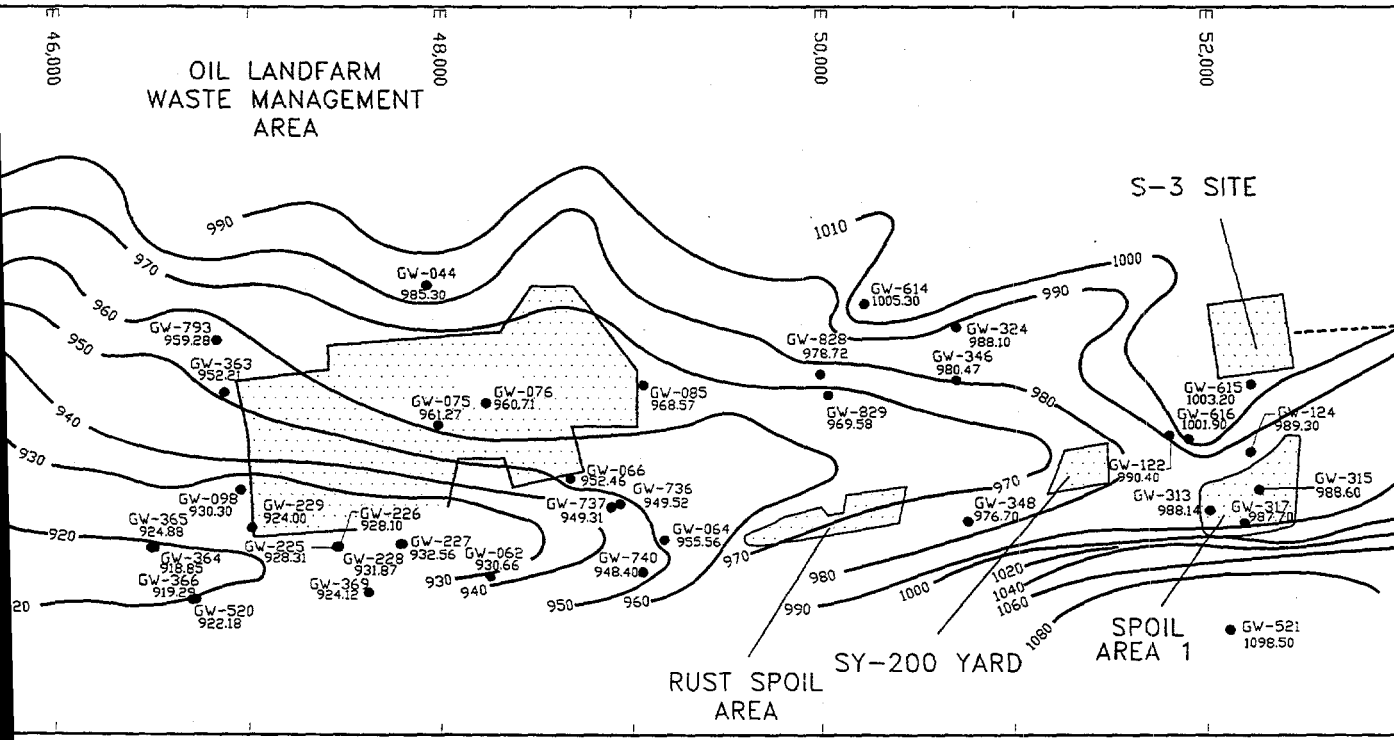 E 46,000
E 48,000
E 50,000
E 52,000
OIL LANDFARM
WASTE MANAGEMENT
AREA
S-3 SITE
990
1010
1000
970
GW-044
985.30
990
GW-614
1005.30
960
GW-793
959.28
GW-324
988.10
950
GW-828
978.72
GW-346
980.47
GW-363
952.21
GW-085
968.57
GW-615
1003.20
980
GW-076
960.71
GW-075
961.27
GW-829
969.58
GW-616
1001.90
GW-124
989.30
940
930
GW-066
952.46
GW-122
990.40
970
GW-098
930.30
GW-736
949.52
GW-737
949.31
GW-315
988.60
GW-313
988.14
GW-317
987.70
GW-229
924.00
GW-226
928.10
GW-348
976.70
GW-365
924.88
920
GW-225
928.31
GW-227
932.56
GW-064
955.56
970
GW-364
918.85
GW-228
931.87
GW-062
930.66
GW-740
948.40
980
1020
GW-366
919.29
GW-369
924.12
930
940
1000
1040
20
GW-520
922.18
950
960
990
1060
1080
SPOIL
AREA 1
GW-521
1098.50
SY-200 YARD
RUST SPOIL
AREA